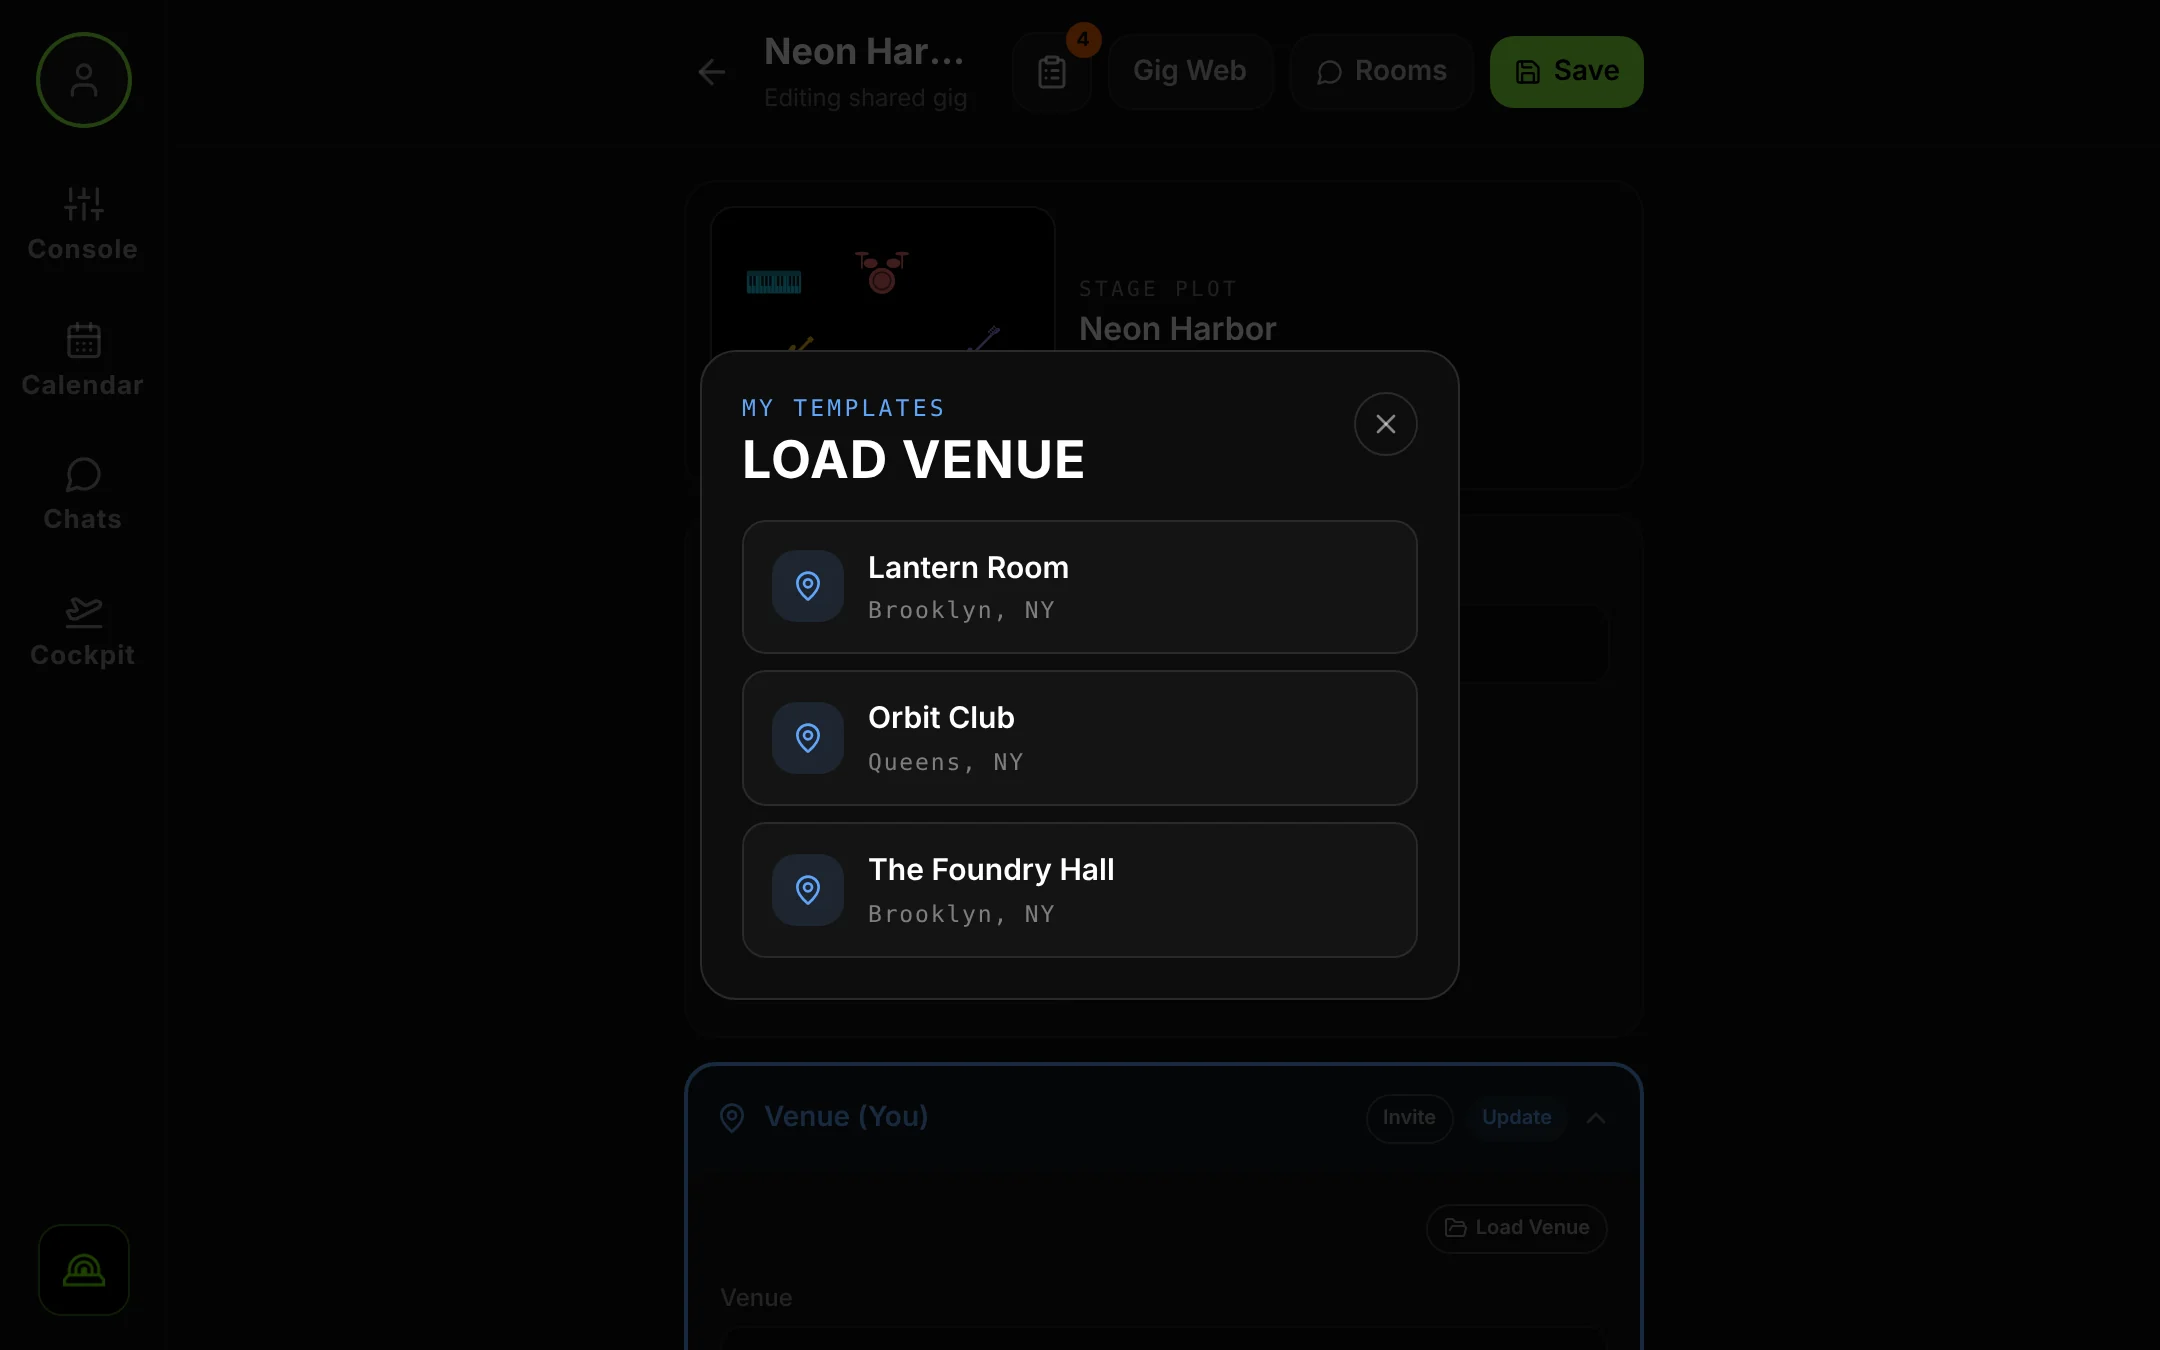 Neon Har...
Editing shared gig
4
Gig Web
Rooms
Save
Console
Calendar
Chats
Cockpit
STAGE PLOT
Neon Harbor
MY TEMPLATES
LOAD VENUE
Lantern Room
Brooklyn, NY
Orbit Club
Queens, NY
The Foundry Hall
Brooklyn, NY
Venue (You)
Invite
Update
Load Venue
Venue